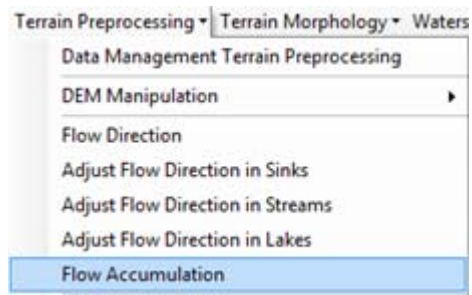 Terrain Preprocessing Terrain Morphology Waters
Data Management Terrain Preprocessing
DEM Manipulation
Flow Direction
Adjust Flow Direction in Sinks
Adjust Flow Direction in Streams
Adjust Flow Direction in Lakes
Flow Accumulation